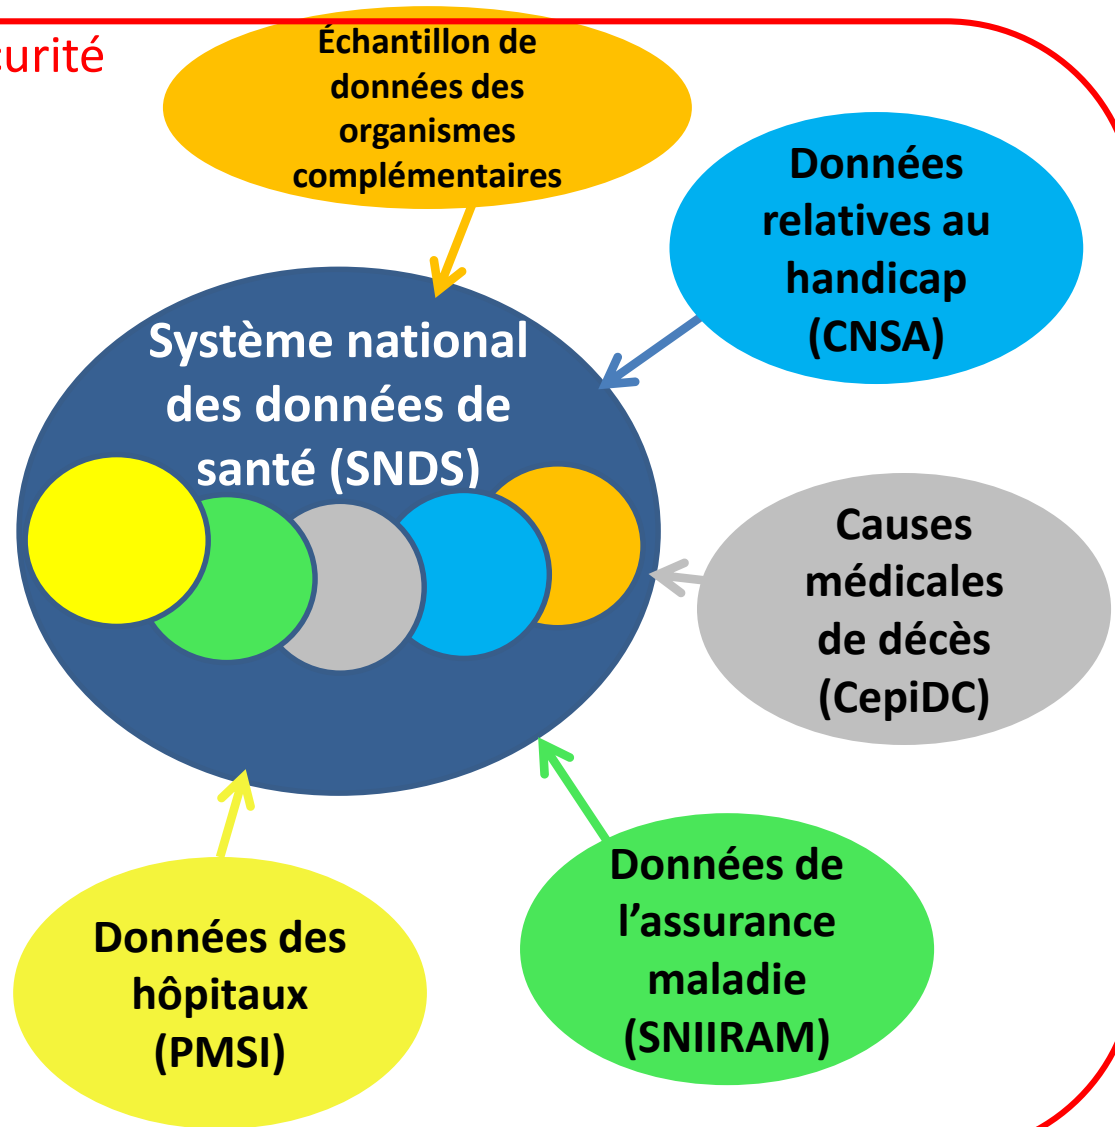 Échantillon de
données des
organismes
complémentaires
Données
relatives au
handicap
(CNSA)
Système national
des données de
santé (SNDS)
Causes
médicales
de décès
(CepiDC)
Données de
l’assurance
maladie
(SNIIRAM)
Données des
hôpitaux
(PMSI)